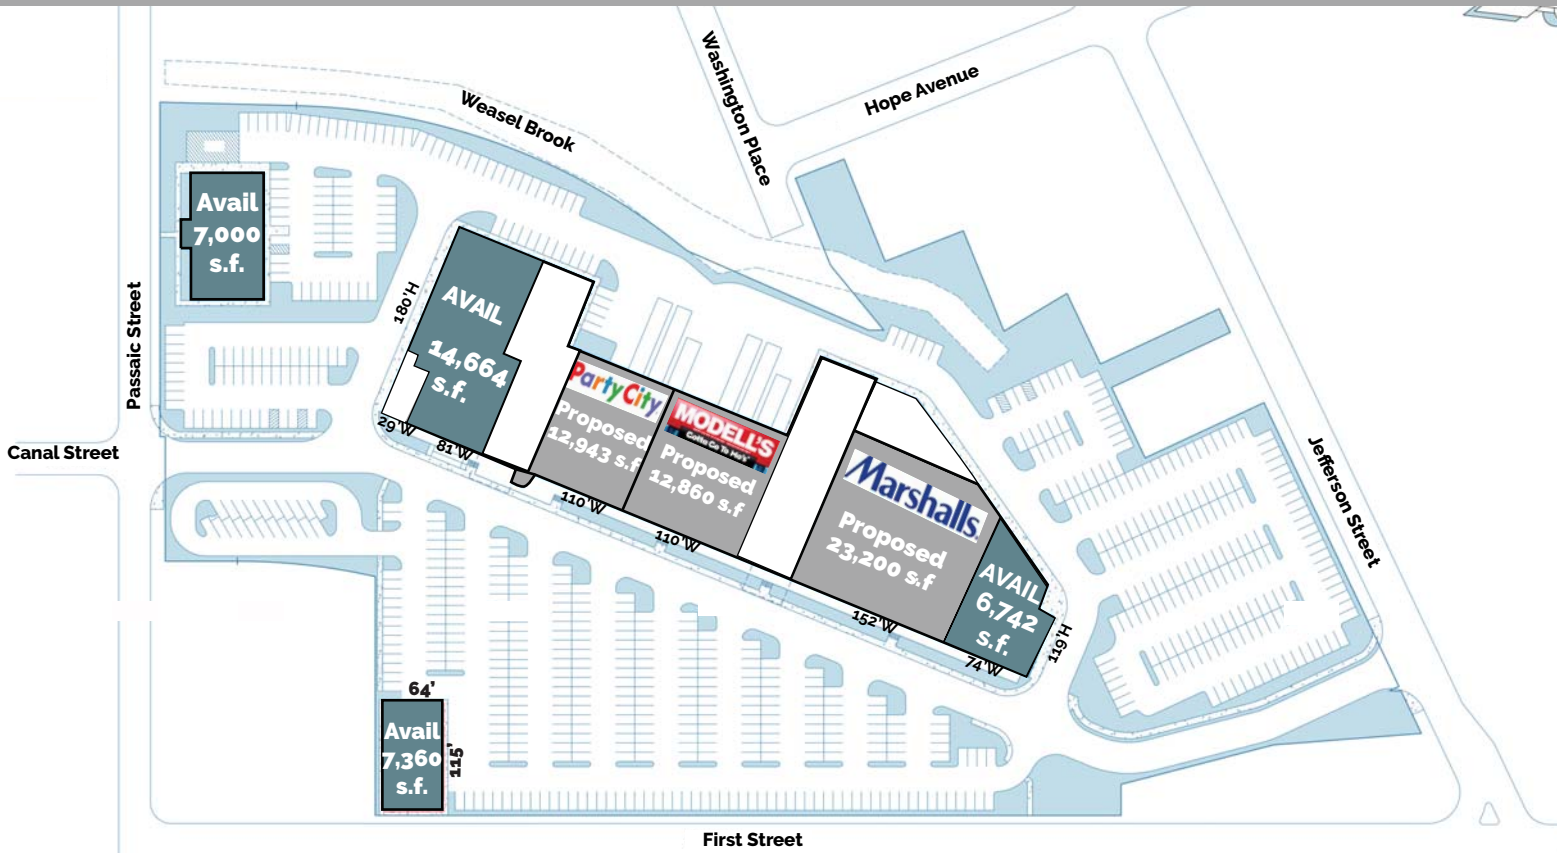 Washington Place
Hope Avenue
Weasel Brook
Avail
7,000
s.f.
Passaic Street
Canal Street
180'H
AVAIL
14,664
s.f.
29'W
81'W
Party City
Proposed
12,943 s.f
110'W
MODELL'S
Proposed
12,860 s.f
110'W
Marshalls
Proposed
23,200 s.f
152'W
AVAIL
6,742
s.f.
74'W
119'H
Jefferson Street
64'
Avail
7,360
s.f.
115'
First Street